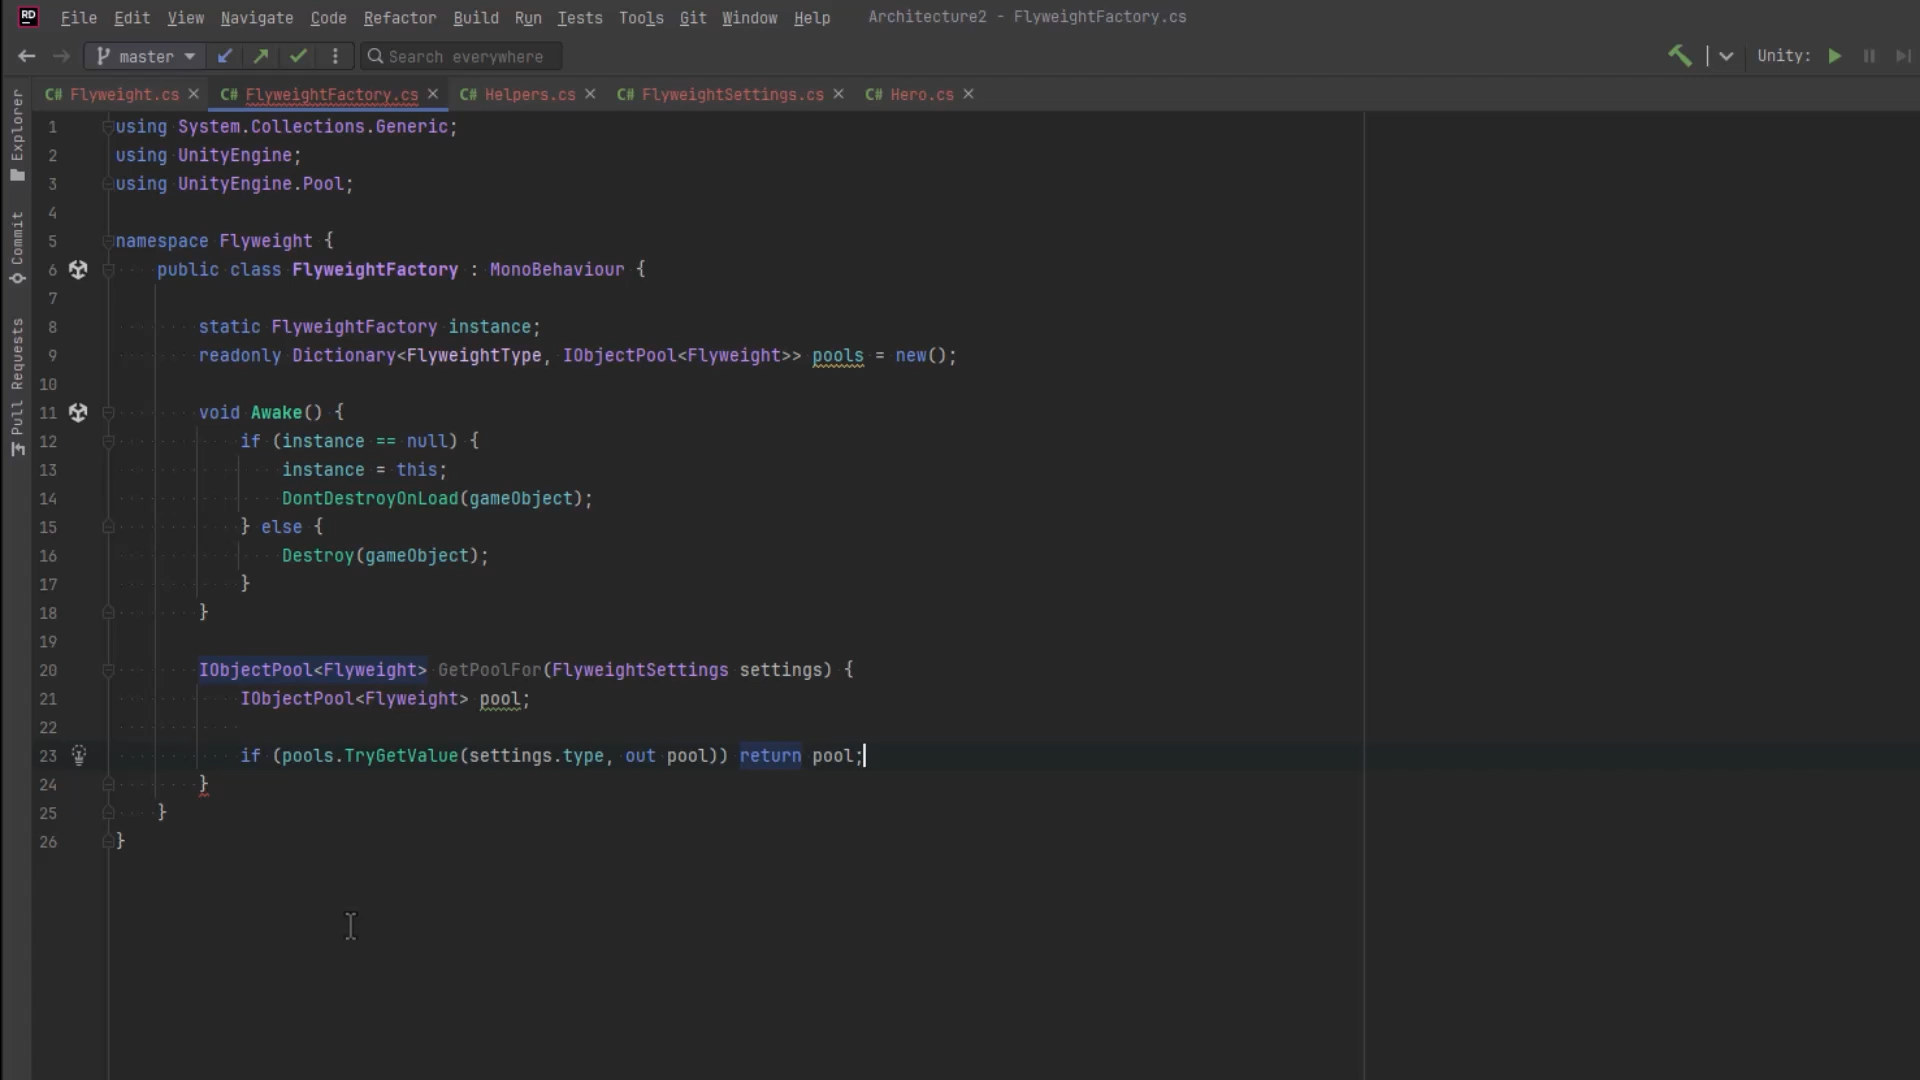 RD File Edit View Navigate Code Refactor Build Run Tests Tools Git Window Help Architecture2 - FlyweightFactory.cs
master Search everywhere Unity:
C# Flyweight.cs C# FlyweightFactory.cs C# Helpers.cs C# FlyweightSettings.cs C# Hero.cs
Explorer
Commit
Pull Requests
1 using System.Collections.Generic;
2 using UnityEngine;
3 using UnityEngine.Pool;
4
5 namespace Flyweight {
6 public class FlyweightFactory : MonoBehaviour {
7
8 static FlyweightFactory instance;
9 readonly Dictionary<FlyweightType, IObjectPool<Flyweight>> pools = new();
10
11 void Awake() {
12 if (instance == null) {
13 instance = this;
14 DontDestroyOnLoad(gameObject);
15 } else {
16 Destroy(gameObject);
17 }
18 }
19
20 IObjectPool<Flyweight> GetPoolFor(FlyweightSettings settings) {
21 IObjectPool<Flyweight> pool;
22
23 if (pools.TryGetValue(settings.type, out pool)) return pool;
24 }
25 }
26 }